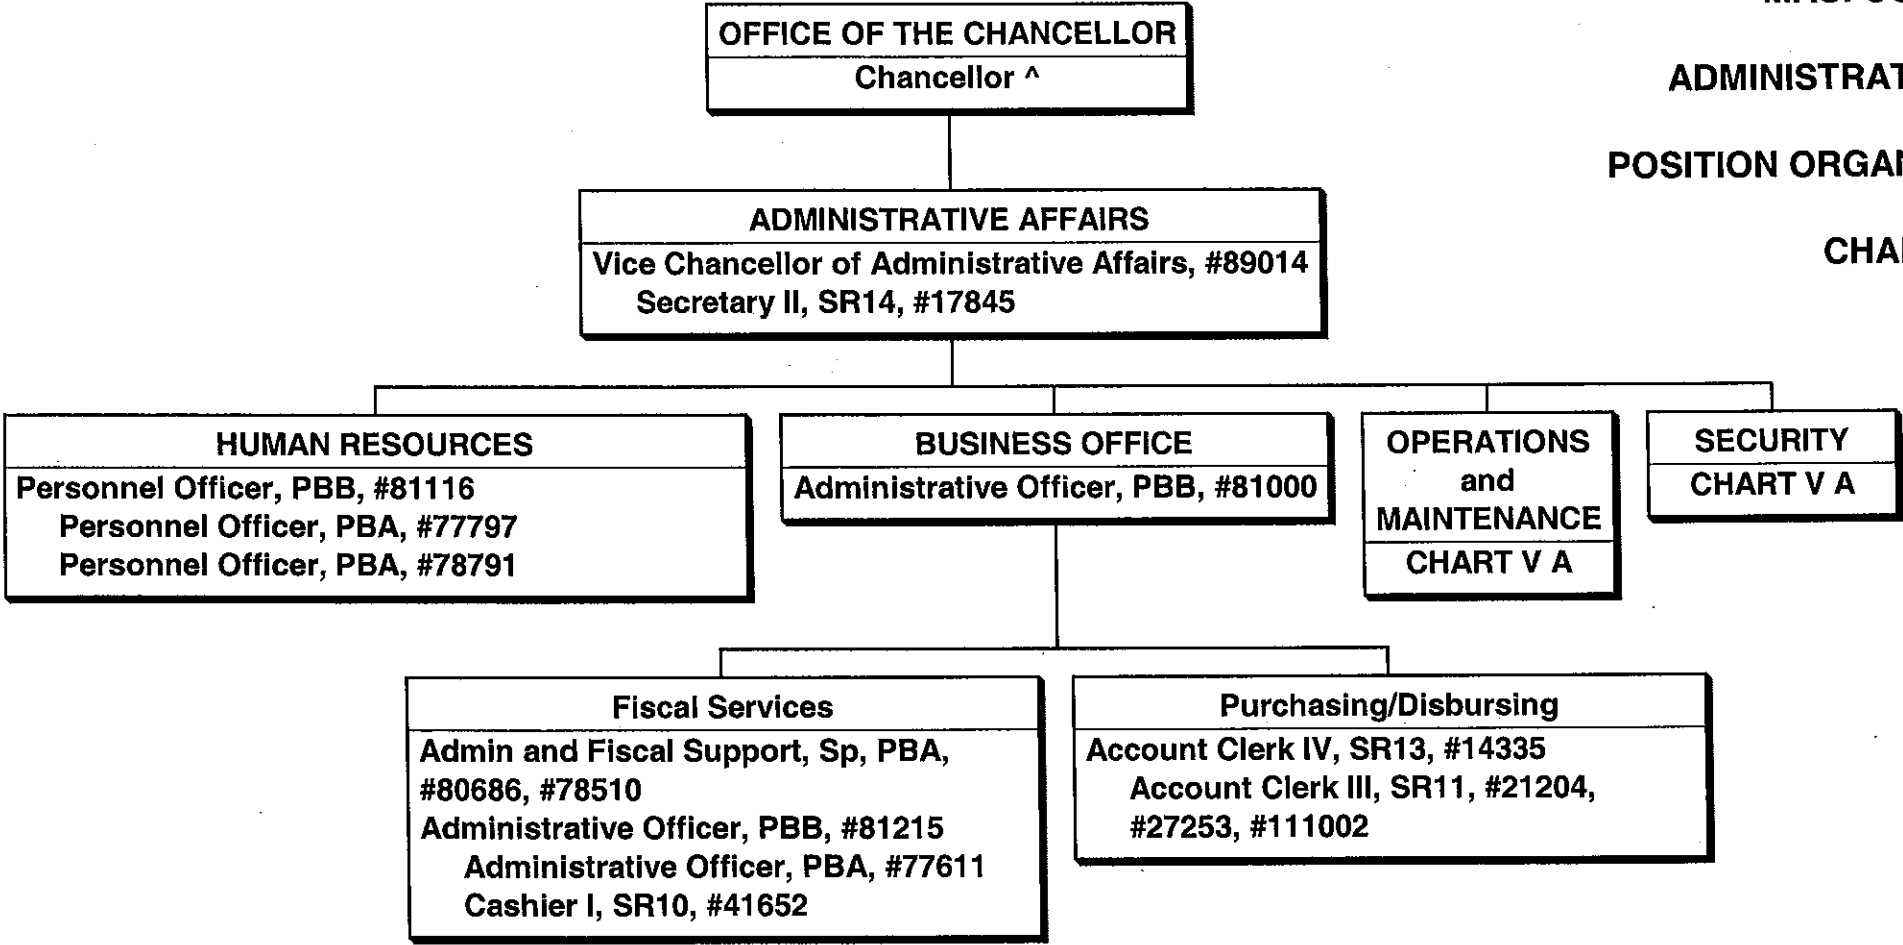 OFFICE OF THE CHANCELLOR
Chancellor ^
POSITION
ADMINISTRATIVE AFFAIRS
Vice Chancellor of Administrative Affairs, #89014
Secretary II, SR14, #17845
HUMAN RESOURCES
Personnel Officer, PBB, #81116
Personnel Officer, PBA, #77797
Personnel Officer, PBA, #78791
BUSINESS OFFICE
Administrative Officer, PBB, #81000
OPERATIONS
and
MAINTENANCE
CHART V A
SECURITY
CHART V A
Fiscal Services
Admin and Fiscal Support, Sp, PBA,
#80686, #78510
Administrative Officer, PBB, #81215
Administrative Officer, PBA, #77611
Cashier I, SR10, #41652
Purchasing/Disbursing
Account Clerk IV, SR13, #14335
Account Clerk III, SR11, #21204,
#27253, #111002